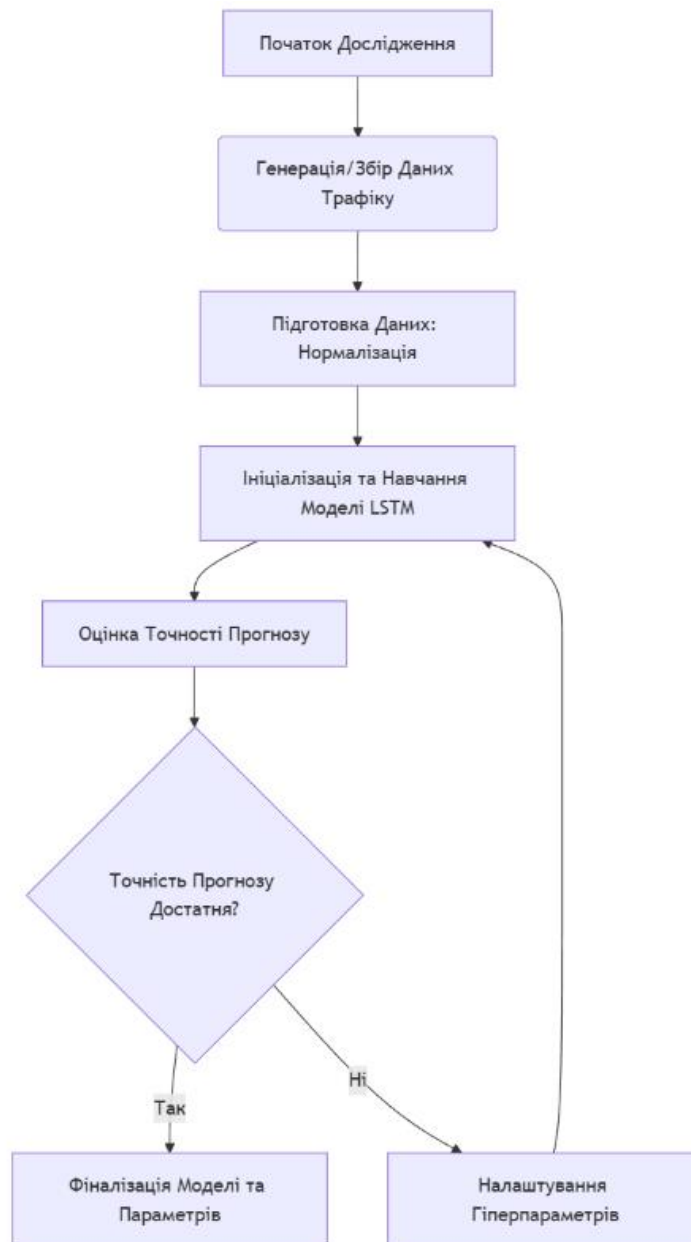 Початок Дослідження
Генерація/Збір Даних
Трафіку
Підготовка Даних:
Нормалізація
Ініціалізація та Навчання
Моделі LSTM
Оцінка Точності Прогнозу
Точність Прогнозу
Достатня?
Так
Ні
Фіналізація Моделі та
Параметрів
Налаштування
Гіперпараметрів